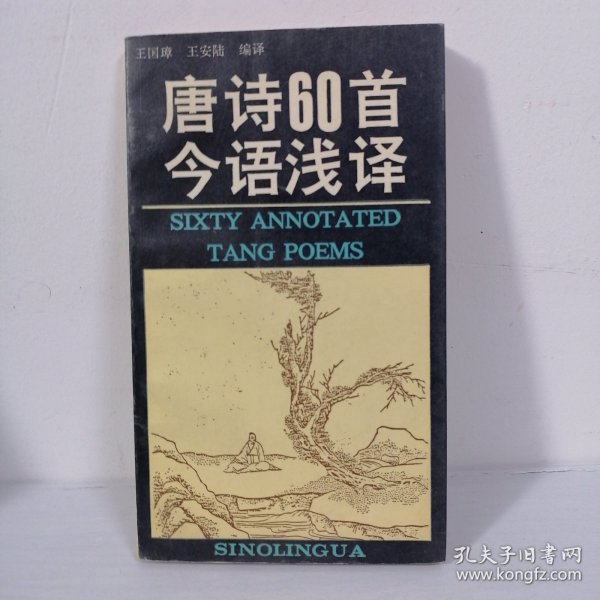 王国璋 王安陆 编译
唐诗60首
今语浅译
SIXTY ANNOTATED
TANG POEMS
SINOLINGUA
孔夫子旧书网
www.kongfz.com